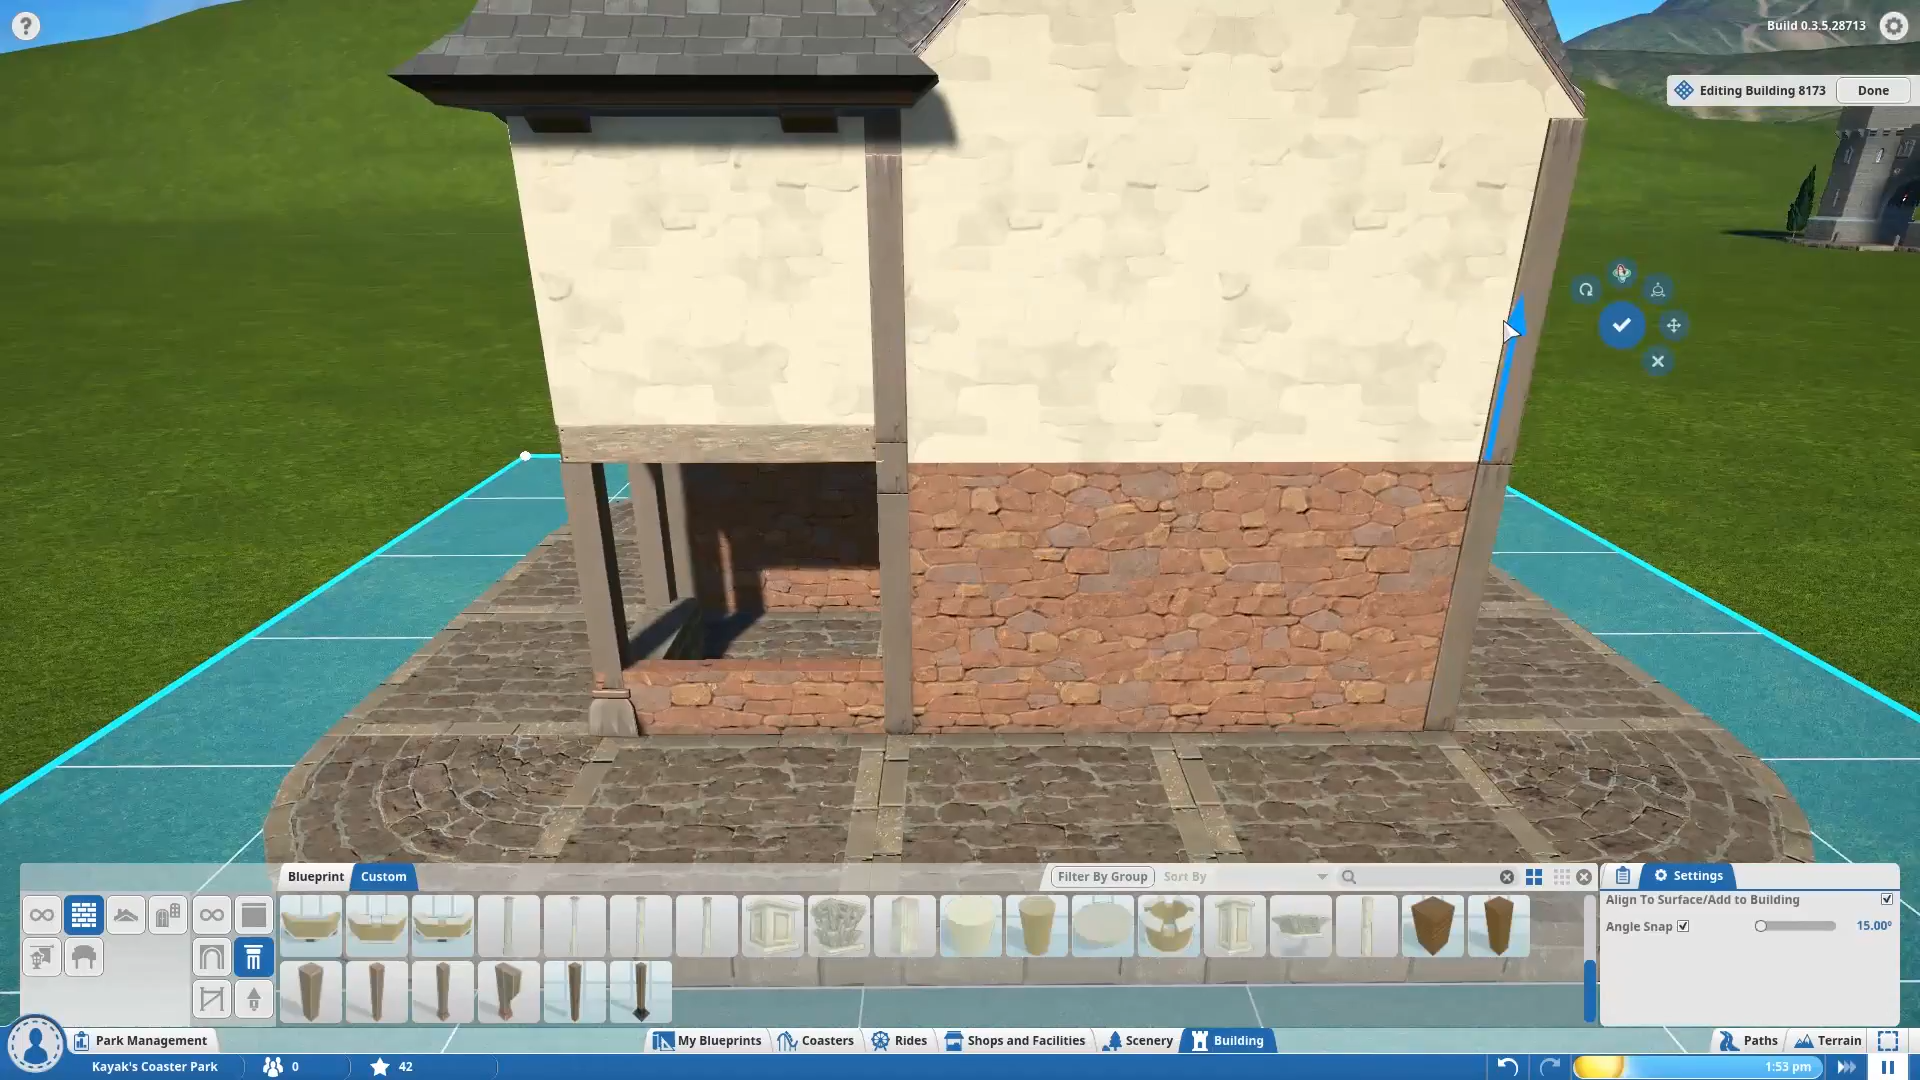 Build 0.3.5.28713
Editing Building 8173
Done
Blueprint
Custom
Filter By Group
Sort By
Settings
Align To Surface/Add to Building
Angle Snap
15.00°
Park Management
My Blueprints
Coasters
Rides
Shops and Facilities
Scenery
Building
Paths
Terrain
Kayak's Coaster Park
0
42
1:53 pm